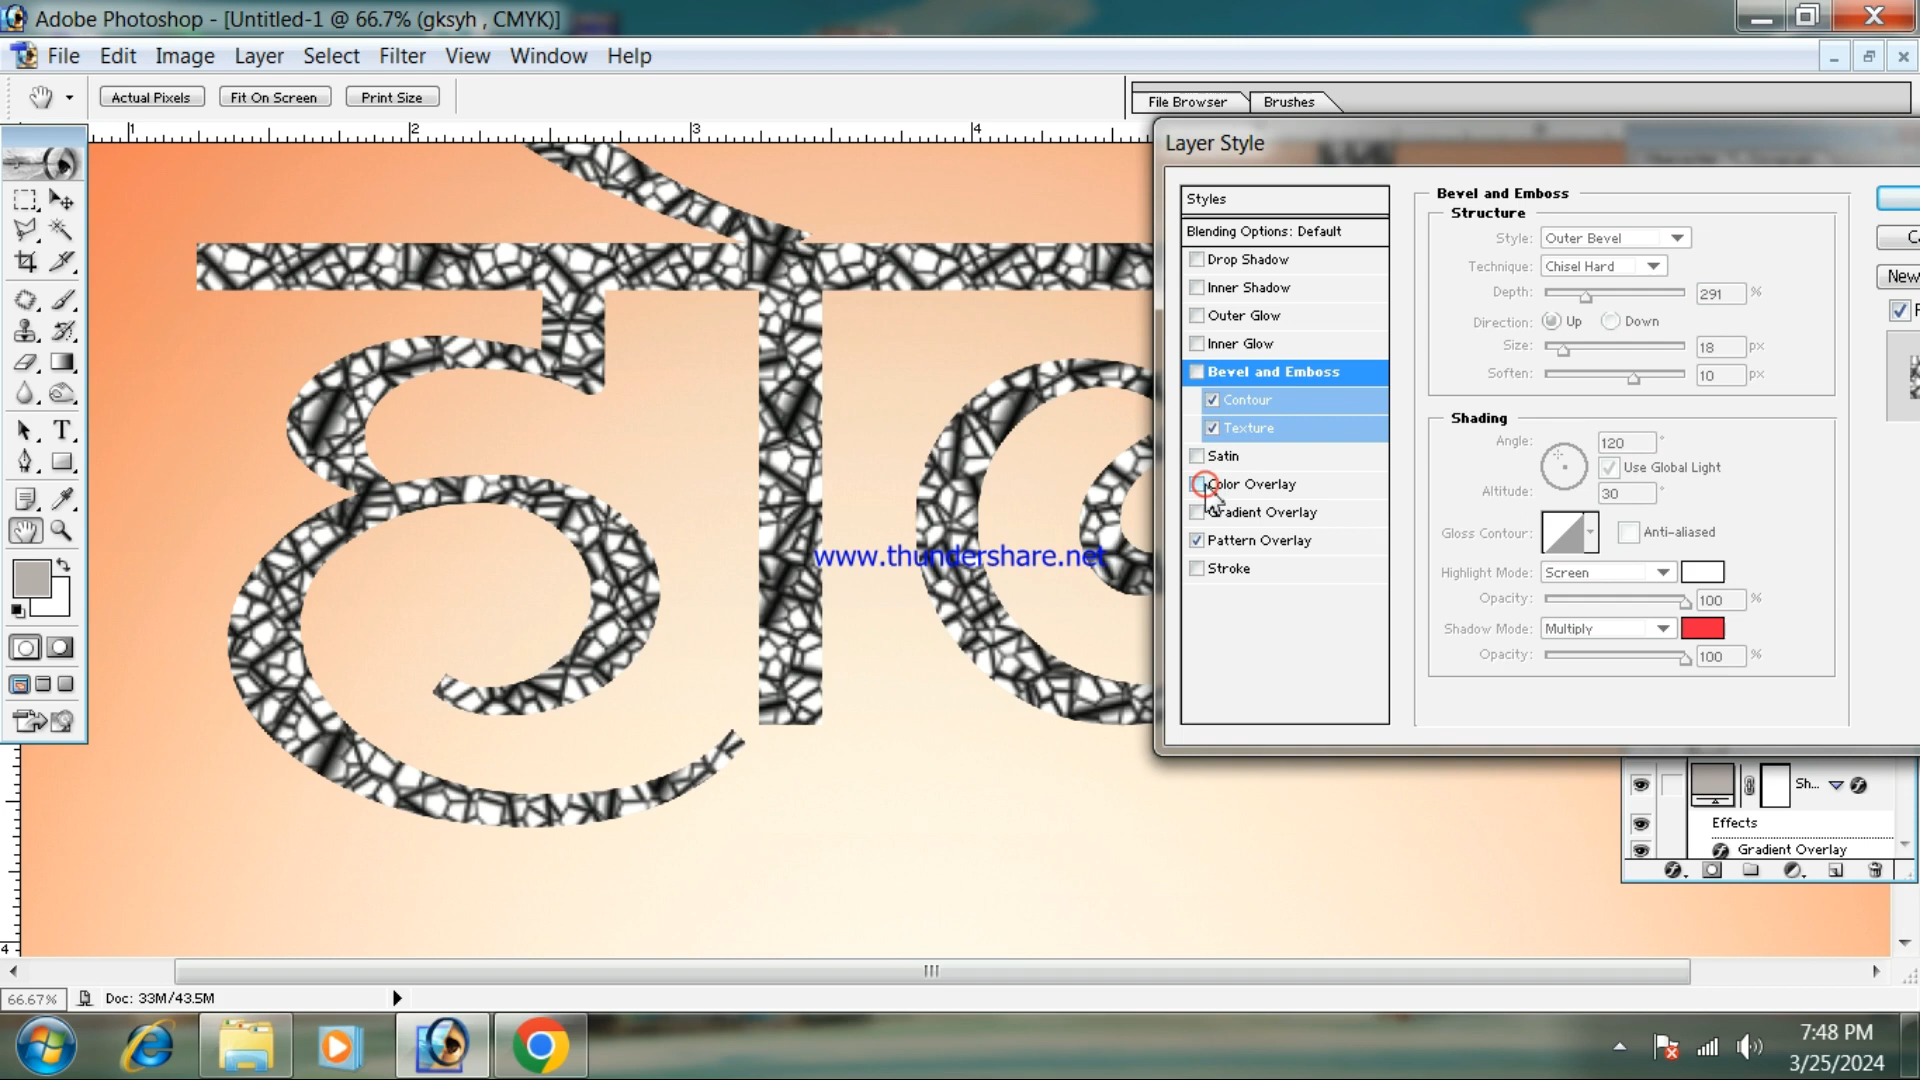 Adobe Photoshop - [Untitled-1 @ 66.7% (gksyh , CMYK)]
File Edit Image Layer Select Filter View Window Help
Actual Pixels Fit On Screen Print Size
File Browser Brushes
1 2 3 4
Layer Style
Styles
Blending Options: Default
Drop Shadow
Inner Shadow
Outer Glow
Inner Glow
Bevel and Emboss
Contour
Texture
Satin
Color Overlay
Gradient Overlay
Pattern Overlay
Stroke
Bevel and Emboss
Structure
Style: Outer Bevel
Technique: Chisel Hard
Depth: 291 %
Direction: Up Down
Size: 18 px
Soften: 10 px
Shading
Angle: 120 °
Use Global Light
Altitude: 30 °
Gloss Contour: Anti-aliased
Highlight Mode: Screen
Opacity: 100 %
Shadow Mode: Multiply
Opacity: 100 %
New
www.thundershare.net
Sh...
Effects
Gradient Overlay
4
66.67% Doc: 33M/43.5M
7:48 PM
3/25/2024